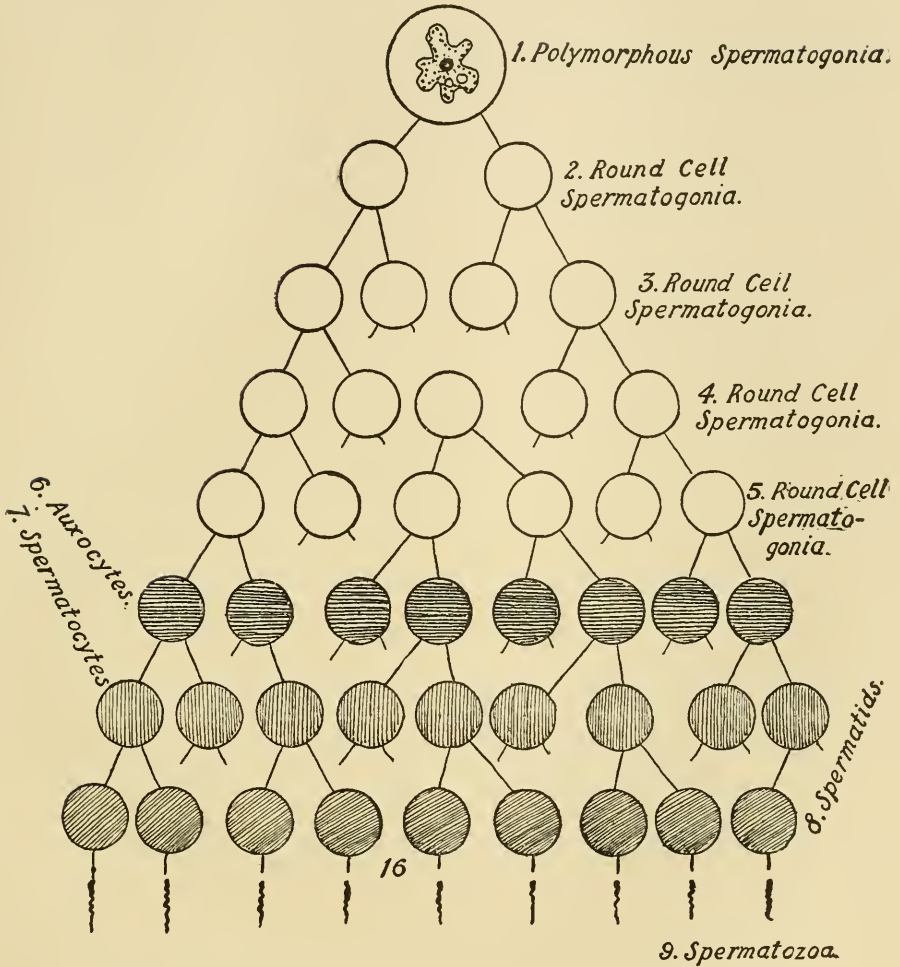 1. Polymorphous Spermatogonia.
2. Round Cell
Spermatogonia.
3. Round Ceil
Spermatogonia.
4. Round Cell
Spermatogonia.
5. Round Cell
Spermato-
gonia.
6. Auxocytes.
7. Spermatocytes
8. Spermatids.
16
9. Spermatozoa.